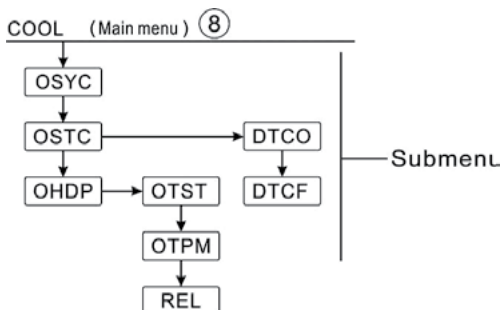 COOL (Main menu) 8
OSYC
OSTC DTCO
Submenu
OHDP OTST DTCF
OTPM
REL